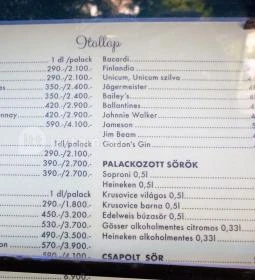 Itallap
1 dl /palack
290.-/2.100.-
290.-/2.100.-
350.-/2.400.-
350.-/2.400.-
420.-/2.900.-
420.-/2.900.-
590.-/4.100.-
1dl/palack
290.-/2.100.-
390.-/2.700.-
390.-/2.700.-
1 dl/palack
290.-/1.800.-
450.-/3.200.-
530.-/3.700.-
490.-/3.500.-
570.-/3.900.-
590.-/4.100.-
6.900.-
Bacardi
Finlandia
Unicum, Unicum szilva
Jägermeister
Bailey's
Ballantines
Johnnie Walker
Jameson
Jim Beam
Gordon's Gin
PALACKOZOTT SÖRÖK
Soproni 0,5l
Heineken 0,5l
Krusovice világos 0,5l
Krusovice barna 0,5l
Edelweis búzasör 0,5l
Gösser alkoholmentes citromos 0,33l
Heineken alkoholmentes 0,33l
CSAPOLT SÖR